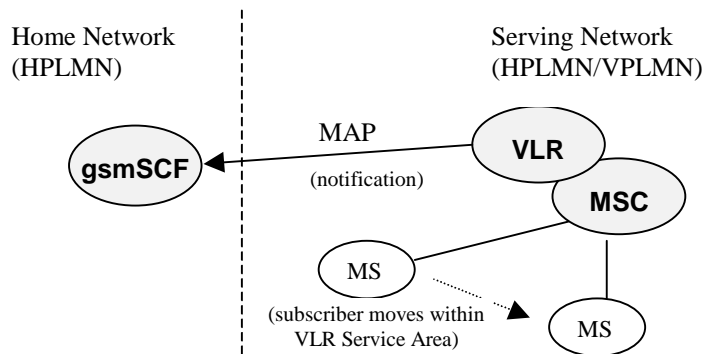 Home Network
(HPLMN)
Serving Network
(HPLMN/VPLMN)
MAP
VLR
gsmSCF
(notification)
MSC
MS
(subscriber moves within
VLR Service Area)
MS